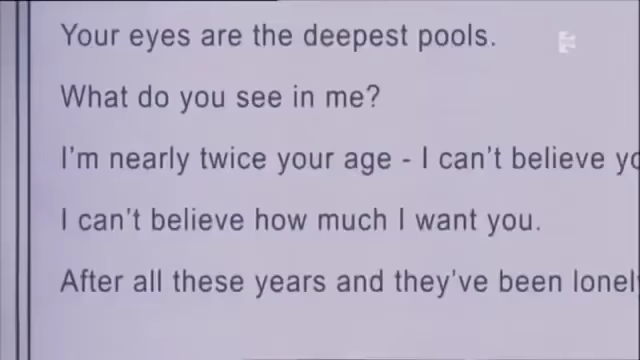 Your eyes are the deepest pools.
What do you see in me?
I'm nearly twice your age - I can't believe
I can't believe how much I want you.
After all these years and they've been